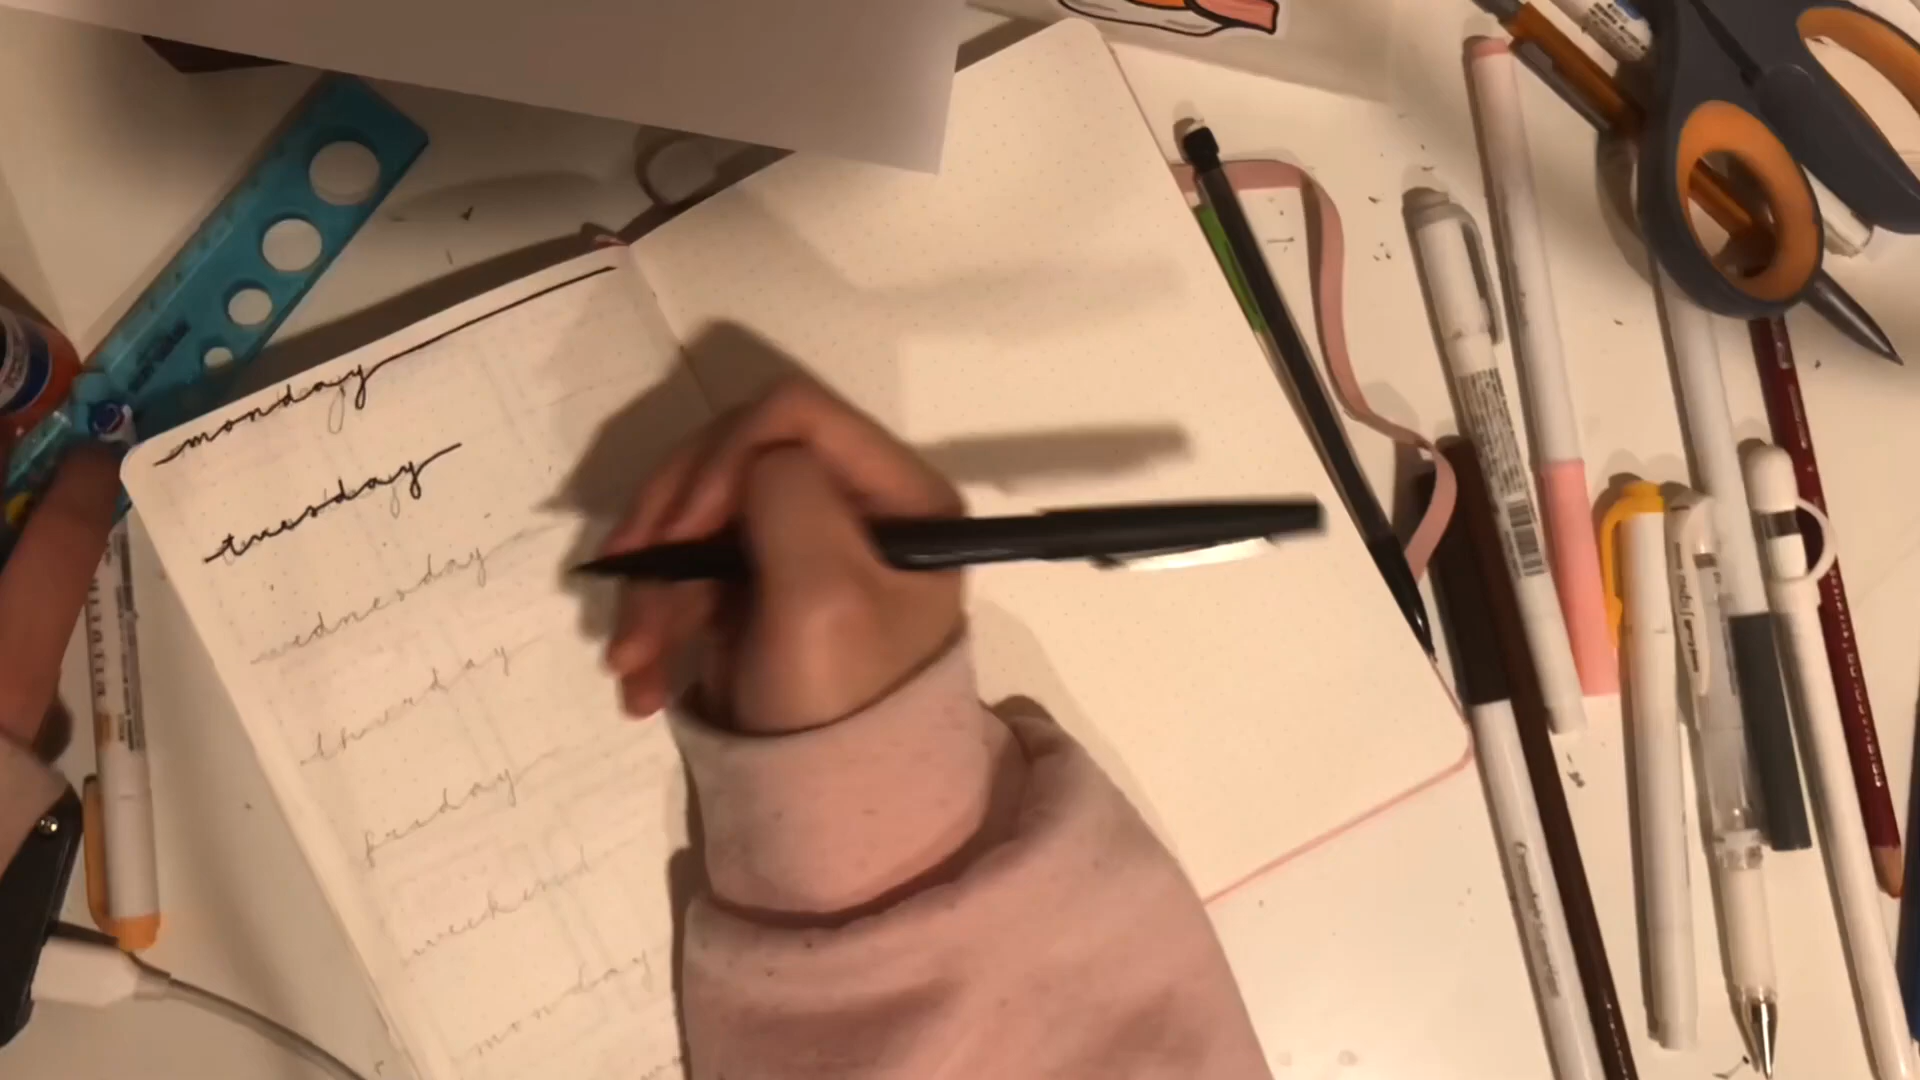 monday
tuesday
wednesday
thursday
friday
weekend
monday